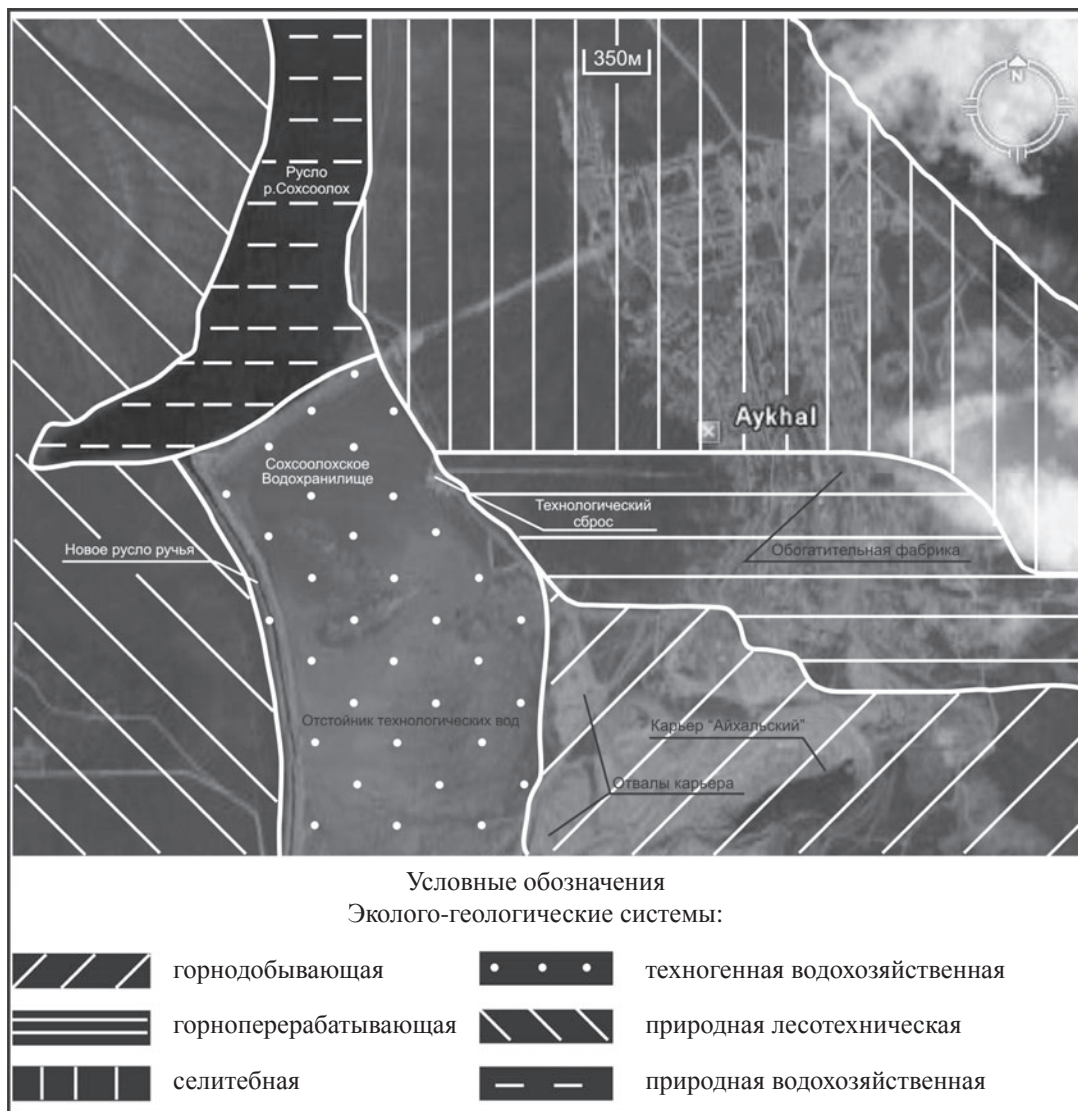 350м
N
Русло
р.Сохсоолох
Aykhal
Сохсоолохское
Водохранилище
Технологический
сброс
Новое русло ручья
Обогатительная фабрика
Отстойник технологических вод
Карьер "Айхальский"
Отвалы карьера
Условные обозначения
Эколого-геологические системы:
горнодобывающая
техногенная водохозяйственная
горноперерабатывающая
природная лесотехническая
селитебная
природная водохозяйственная